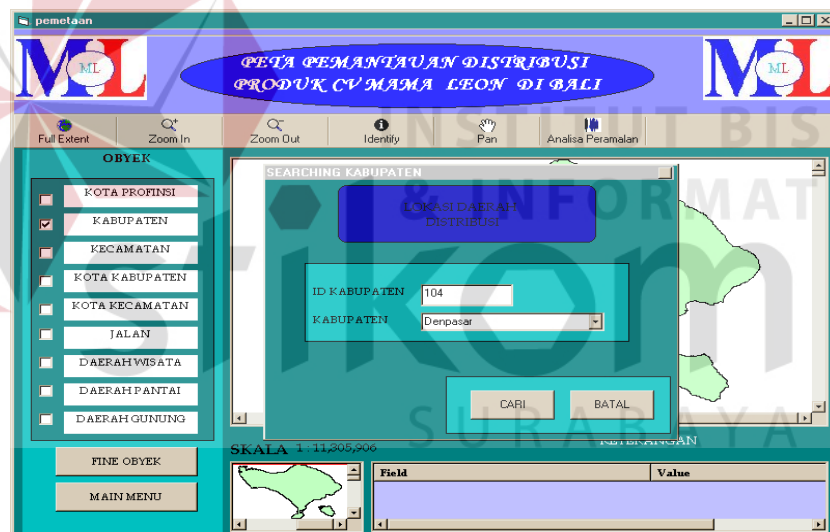 pemetaan
ML
PETA PEMANTAUAN DISTRIBUSI
PRODUK CV MAMA LEON DI BALI
ML
Full Extent
Zoom In
Zoom Out
Identify
Pan
Analisa Peramalan
INSTITUT BIS
& INFORMAT
stikom
SURABAYA
OBYEK
KOTA PROFINSI
KABUPATEN
KECAMATAN
KOTA KABUPATEN
KOTA KECAMATAN
JALAN
DAERAH WISATA
DAERAH PANTAI
DAERAH GUNUNG
FINE OBYEK
MAIN MENU
SEARCHING KABUPATEN
LOKASI DAERAH
DISTRIBUSI
ID KABUPATEN 104
KABUPATEN Denpasar
CARI
BATAL
SKALA 1 : 11,305,906
KETERANGAN
Field Value